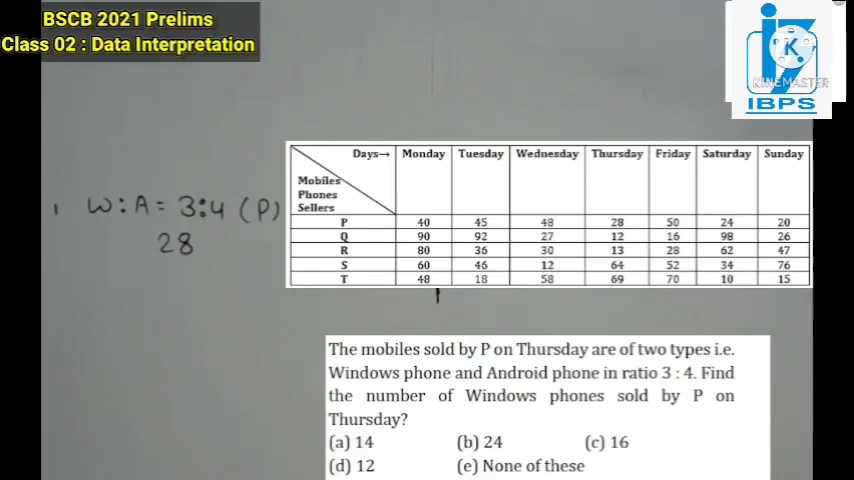 BSCB 2021 Prelims
Class 02 : Data Interpretation
K
KINEMASTER
IBPS
1 W : A = 3:4 (P)
28
Days→ Monday Tuesday Wednesday Thursday Friday Saturday Sunday
Mobiles
Phones
Sellers
P 40 45 48 28 50 24 20
Q 90 92 27 12 16 98 26
R 80 36 30 13 28 62 47
S 60 46 12 64 52 34 76
T 48 18 58 69 70 10 15
The mobiles sold by P on Thursday are of two types i.e.
Windows phone and Android phone in ratio 3 : 4. Find
the number of Windows phones sold by P on
Thursday?
(a) 14 (b) 24 (c) 16
(d) 12 (e) None of these